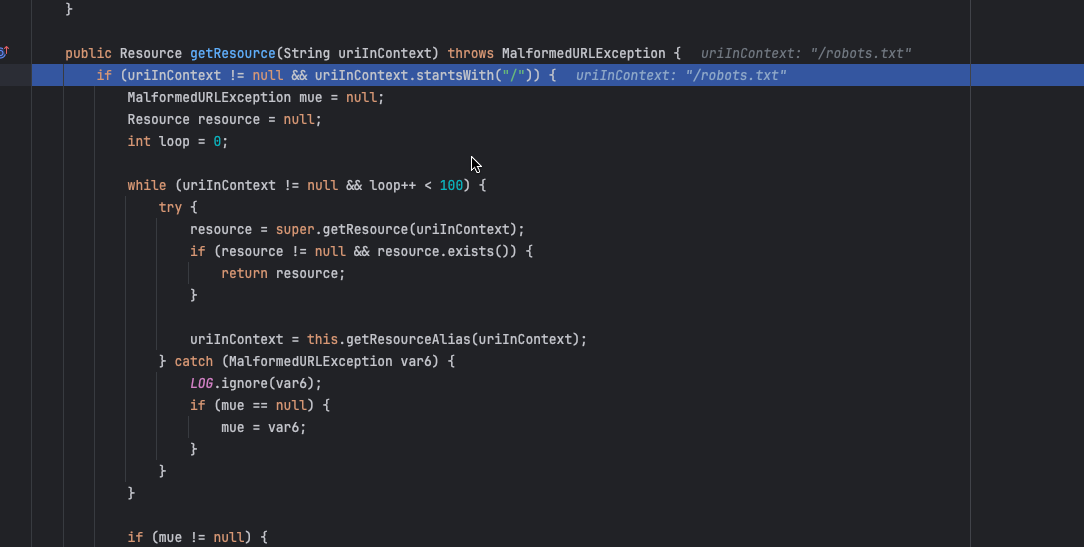 }
public Resource getResource(String uriInContext) throws MalformedURLException {   uriInContext: "/robots.txt"
if (uriInContext != null && uriInContext.startsWith("/")) {   uriInContext: "/robots.txt"
MalformedURLException mue = null;
Resource resource = null;
int loop = 0;
while (uriInContext != null && loop++ < 100) {
try {
resource = super.getResource(uriInContext);
if (resource != null && resource.exists()) {
return resource;
}
uriInContext = this.getResourceAlias(uriInContext);
} catch (MalformedURLException var6) {
LOG.ignore(var6);
if (mue == null) {
mue = var6;
}
}
}
if (mue != null) {